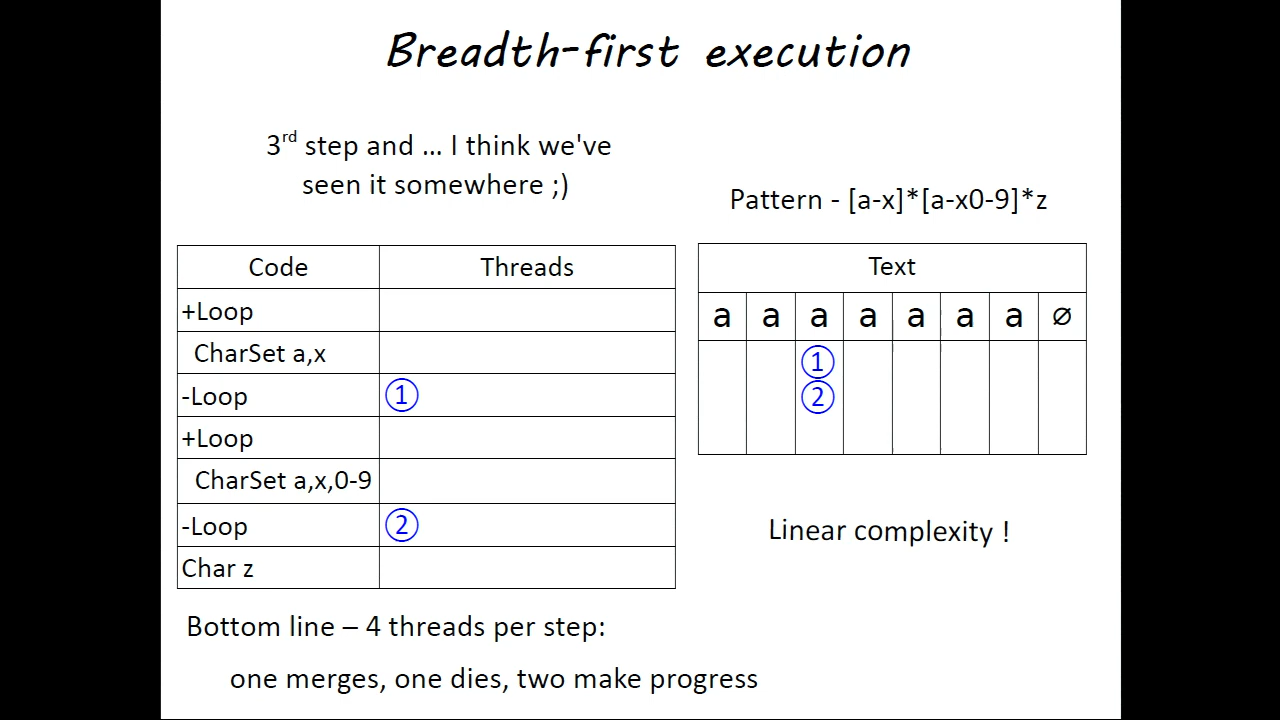 Breadth-first execution
3rd step and ... I think we've
seen it somewhere ;)
Pattern - [a-x]*[a-x0-9]*z
Code Threads
+Loop
CharSet a,x
-Loop ①
+Loop
CharSet a,x,0-9
-Loop ②
Char z
Text
a a a a a a a ∅
①
②
Linear complexity !
Bottom line – 4 threads per step:
one merges, one dies, two make progress